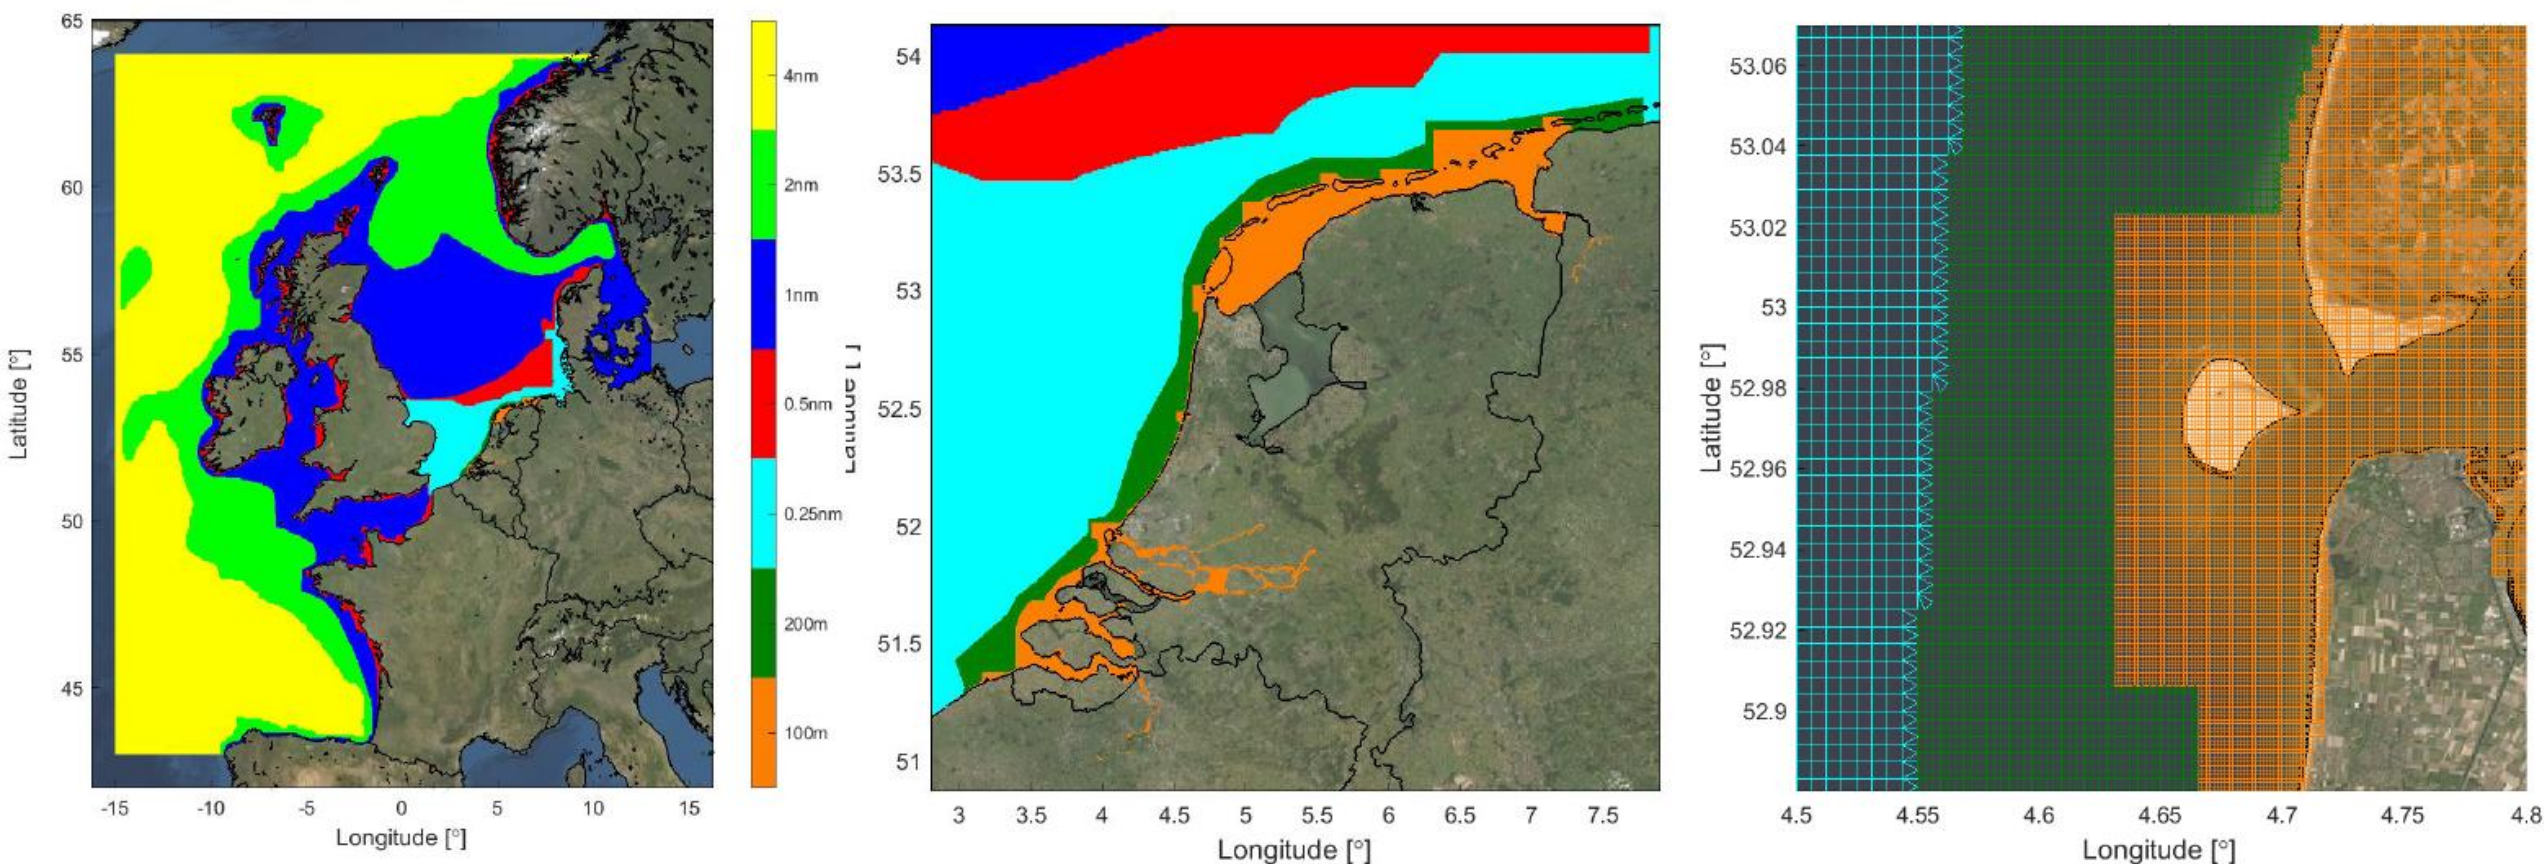 65
60
55
50
45
Latitude [°]
-15 -10 -5 0 5 10 15
Longitude [°]
4nm
2nm
1nm
0.5nm
0.25nm
200m
100m
54
53.5
53
52.5
52
51.5
51
3 3.5 4 4.5 5 5.5 6 6.5 7 7.5
Longitude [°]
53.06
53.04
53.02
53
52.98
52.96
52.94
52.92
52.9
Latitude [°]
4.5 4.55 4.6 4.65 4.7 4.75 4.8
Longitude [°]